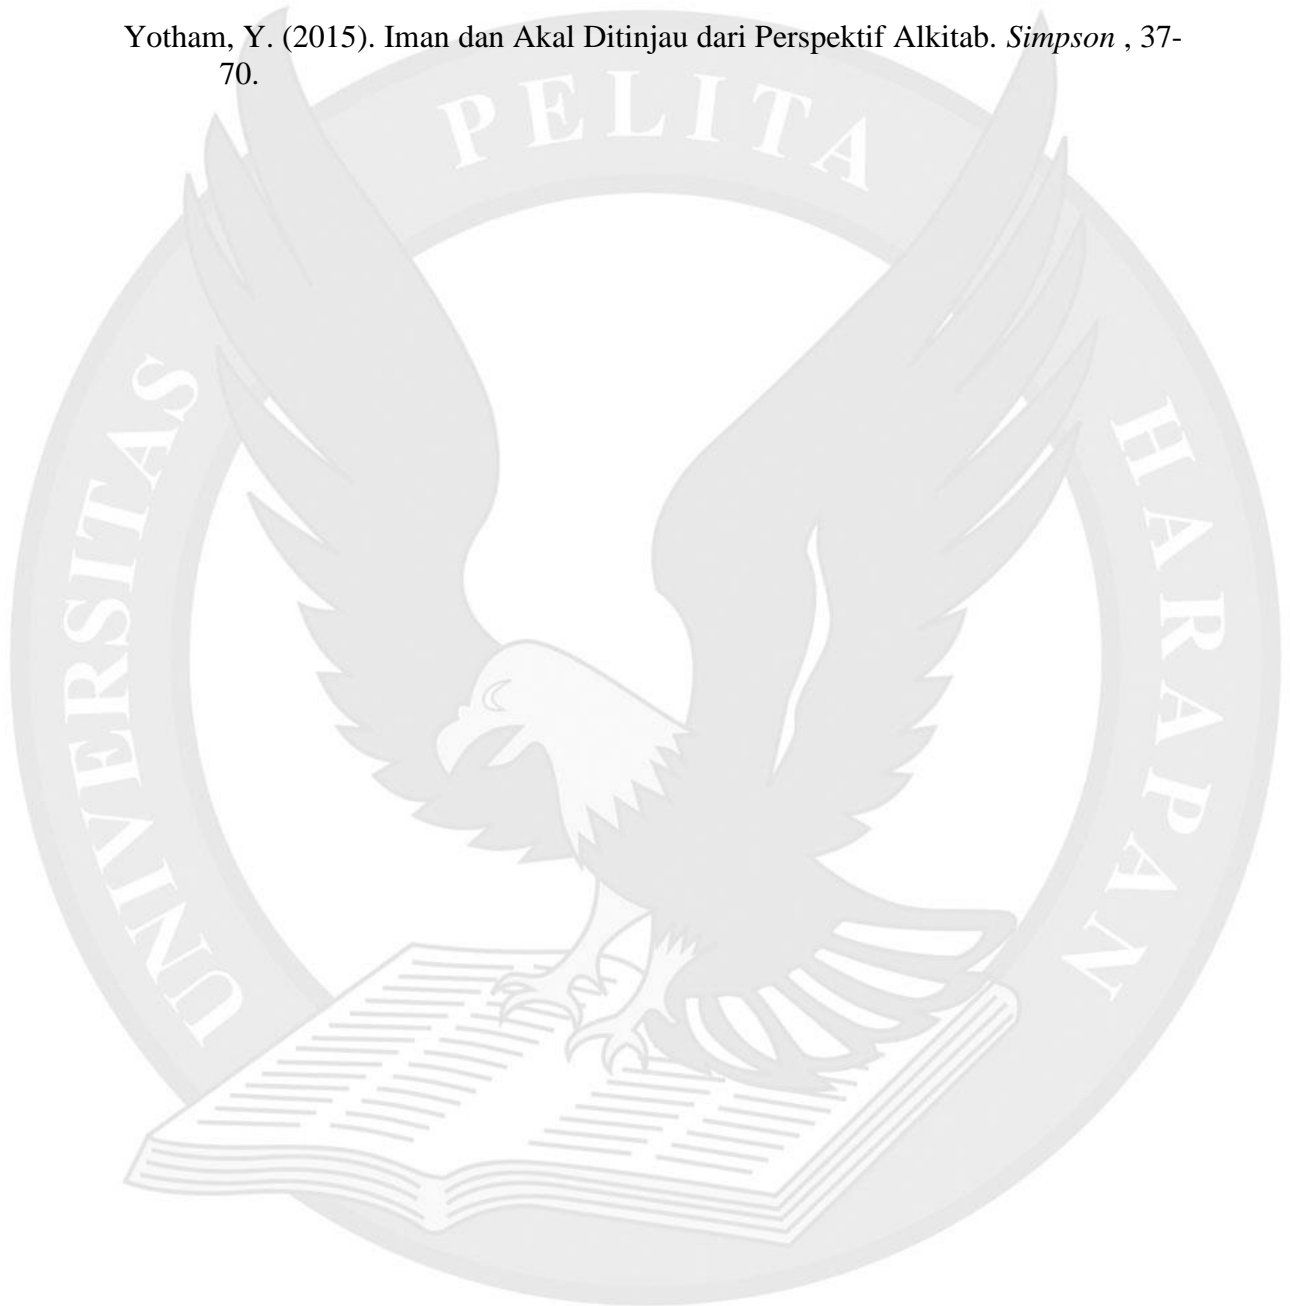 Yotham, Y. (2015). Iman dan Akal Ditinjau dari Perspektif Alkitab. Simpson , 37-
70.
UNIVERSITAS PELITA HARAPAN